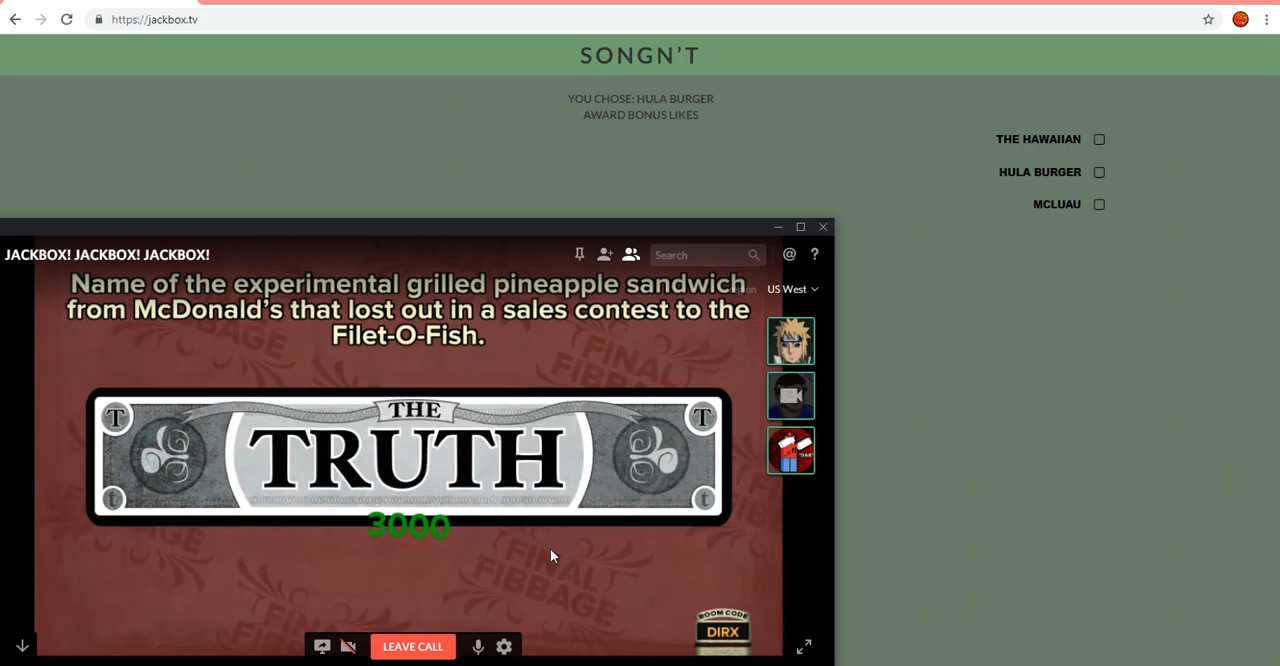 https://jackbox.tv
SONGN'T
YOU CHOSE: HULA BURGER
AWARD BONUS LIKES
THE HAWAIIAN
HULA BURGER
MCLUAU
JACKBOX! JACKBOX! JACKBOX!
Search
@ ?
US West
Name of the experimental grilled pineapple sandwich
from McDonald's that lost out in a sales contest to the
Filet-O-Fish.
T THE T
TRUTH
t t
3000
FINAL
FIBBAGE
ROOM CODE
DIRX
LEAVE CALL